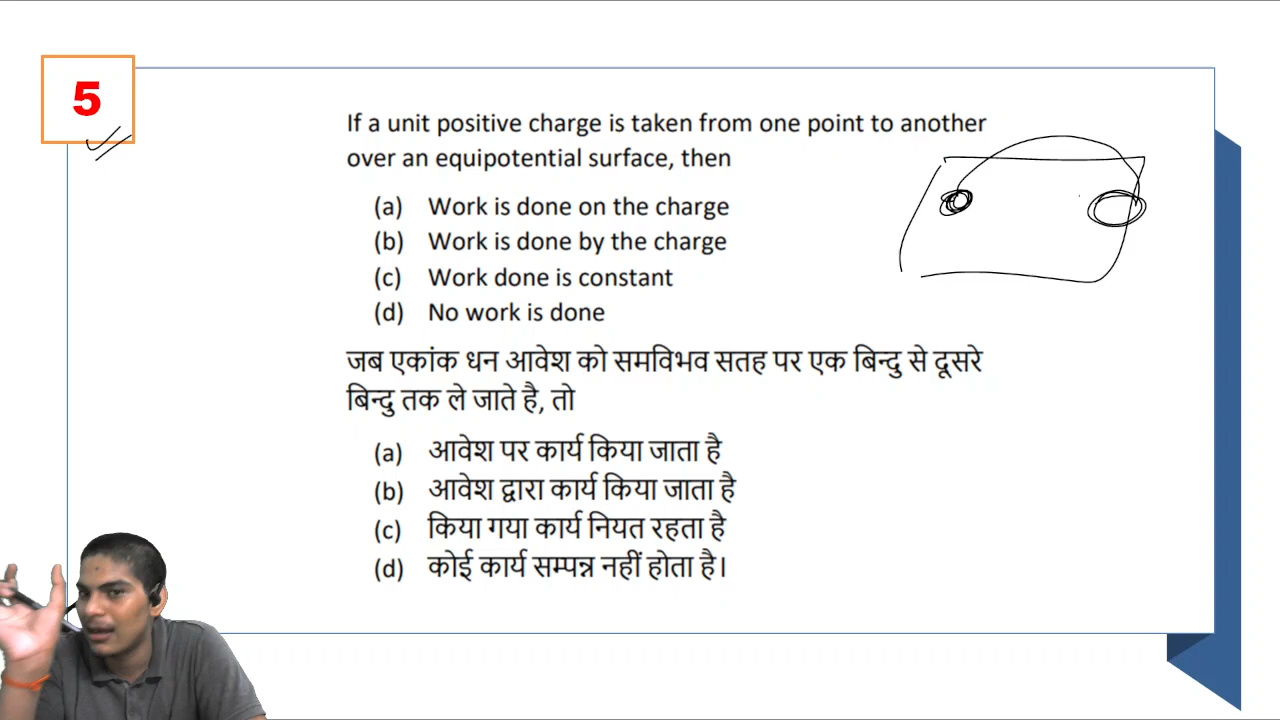 5
If a unit positive charge is taken from one point to another
over an equipotential surface, then
(a) Work is done on the charge
(b) Work is done by the charge
(c) Work done is constant
(d) No work is done
जब एकांक धन आवेश को समविभव सतह पर एक बिन्दु से दूसरे
बिन्दु तक ले जाते है, तो
(a) आवेश पर कार्य किया जाता है
(b) आवेश द्वारा कार्य किया जाता है
(c) किया गया कार्य नियत रहता है
(d) कोई कार्य सम्पन्न नहीं होता है।